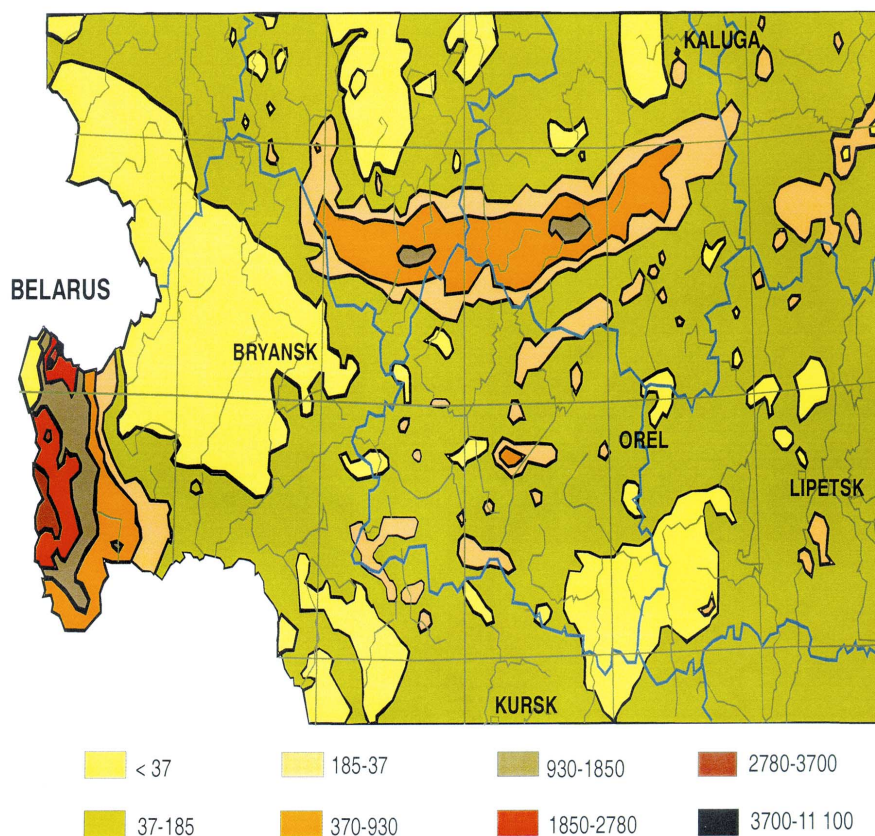 KALUGA
BELARUS
BRYANSK
OREL
LIPETSK
KURSK
< 37
185-37
930-1850
2780-3700
37-185
370-930
1850-2780
3700-11 100